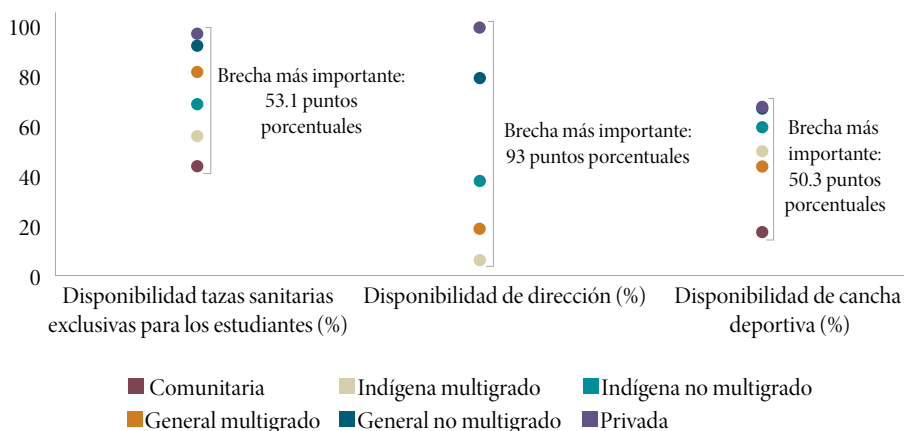 100
80
60
40
20
0
Brecha más importante:
53.1 puntos
porcentuales
Brecha más importante:
93 puntos porcentuales
Brecha más
importante:
50.3 puntos
porcentuales
Disponibilidad tazas sanitarias
exclusivas para los estudiantes (%)
Disponibilidad de dirección (%)
Disponibilidad de cancha
deportiva (%)
Comunitaria Indígena multigrado Indígena no multigrado
General multigrado General no multigrado Privada